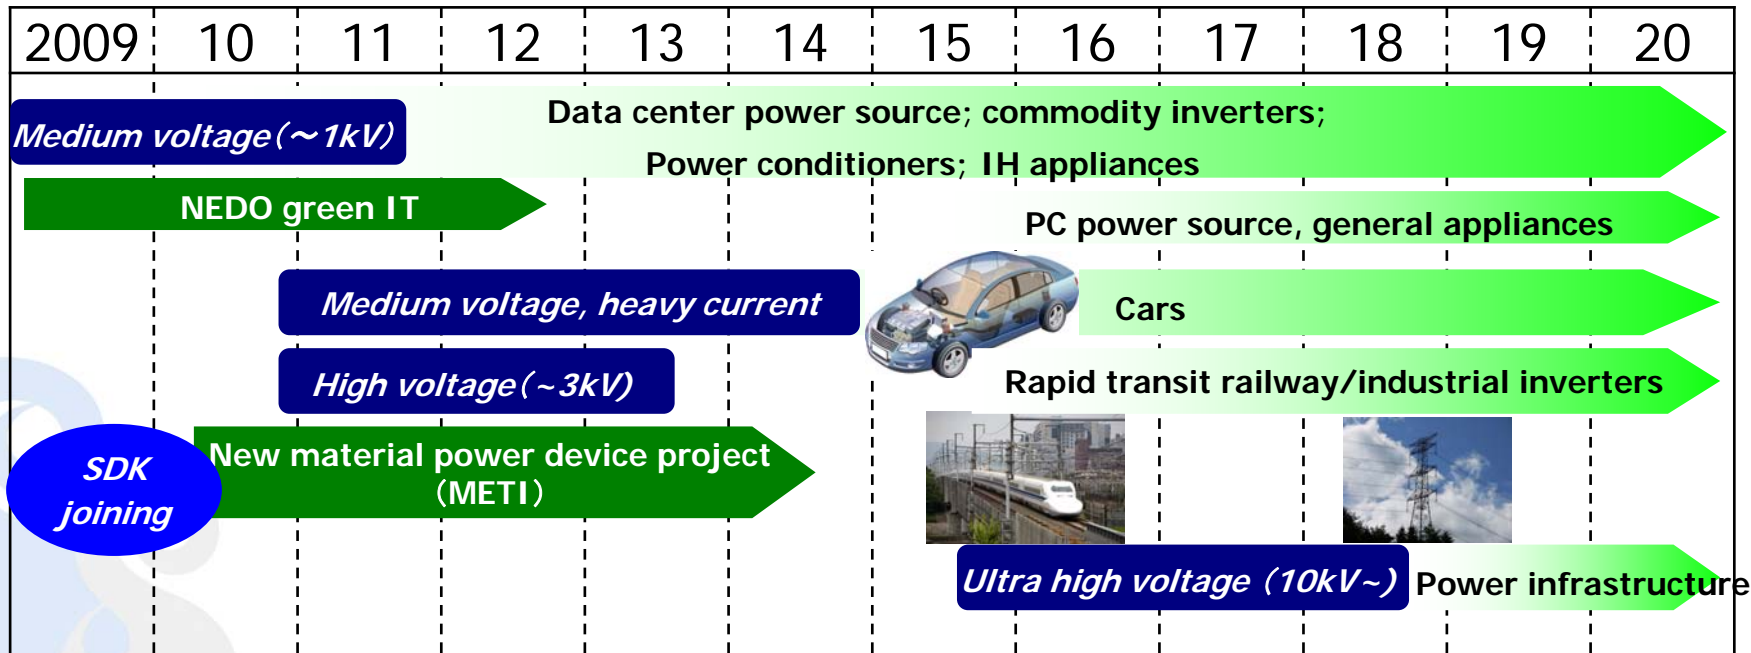 2009 10 11 12 13 14 15 16 17 18 19 20
Data center power source; commodity inverters;
Medium voltage(～1kV)
Power conditioners; IH appliances
NEDO green IT
PC power source, general appliances
Medium voltage, heavy current
Cars
High voltage(~3kV)
Rapid transit railway/industrial inverters
SDK
joining
New material power device project
(METI)
Ultra high voltage (10kV~)
Power infrastructure